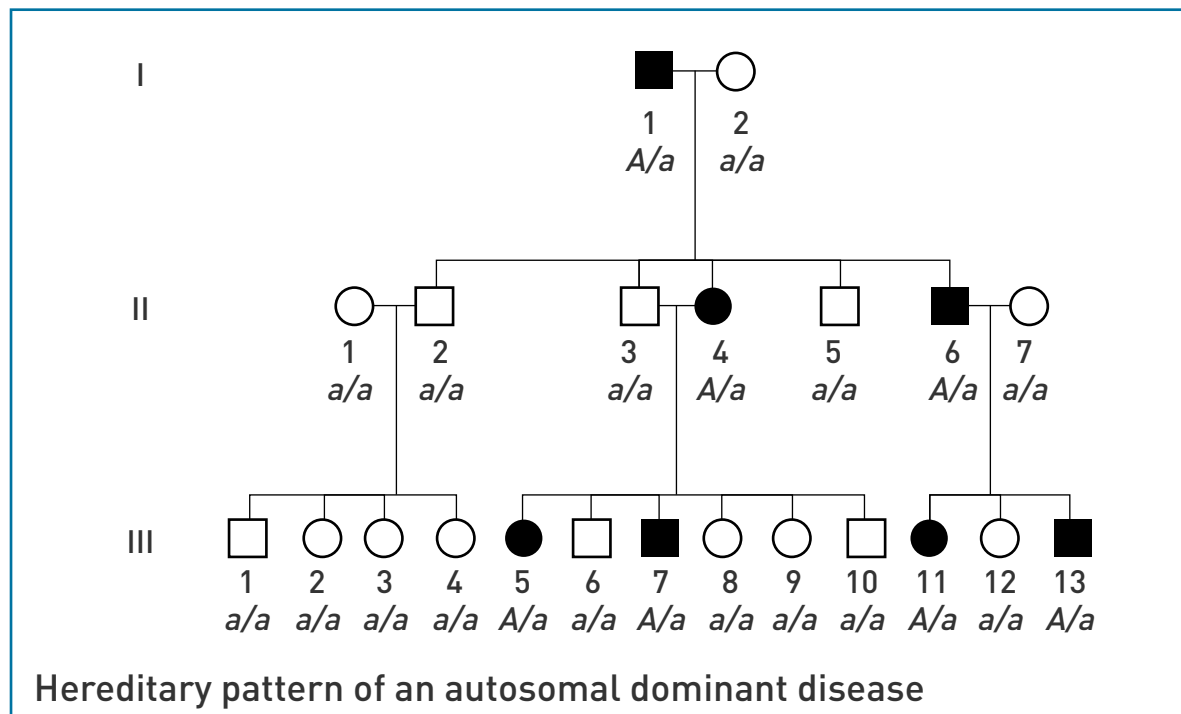 I
1 2
A/a a/a
II
1 2 3 4 5 6 7
a/a a/a a/a A/a a/a A/a a/a
III
1 2 3 4 5 6 7 8 9 10 11 12 13
a/a a/a a/a a/a A/a a/a A/a a/a a/a a/a A/a a/a A/a
Hereditary pattern of an autosomal dominant disease